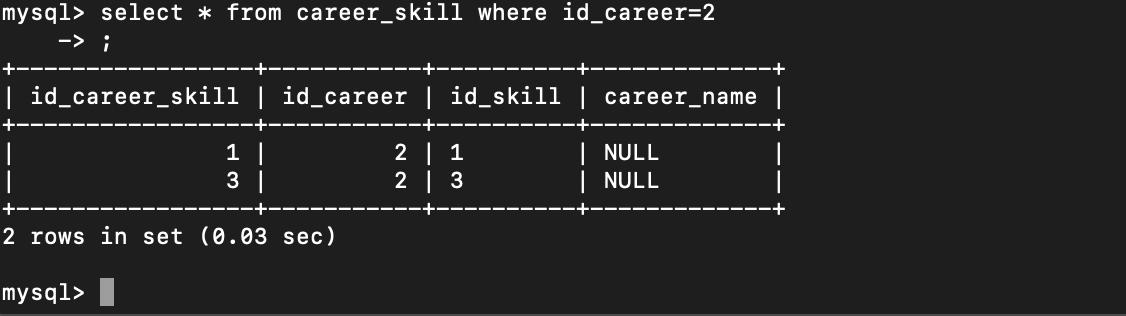 mysql> select * from career_skill where id_career=2
    -> ;
+-----------------+-----------+----------+-------------+
| id_career_skill | id_career | id_skill | career_name |
+-----------------+-----------+----------+-------------+
|               1 |         2 | 1        | NULL        |
|               3 |         2 | 3        | NULL        |
+-----------------+-----------+----------+-------------+
2 rows in set (0.03 sec)

mysql>